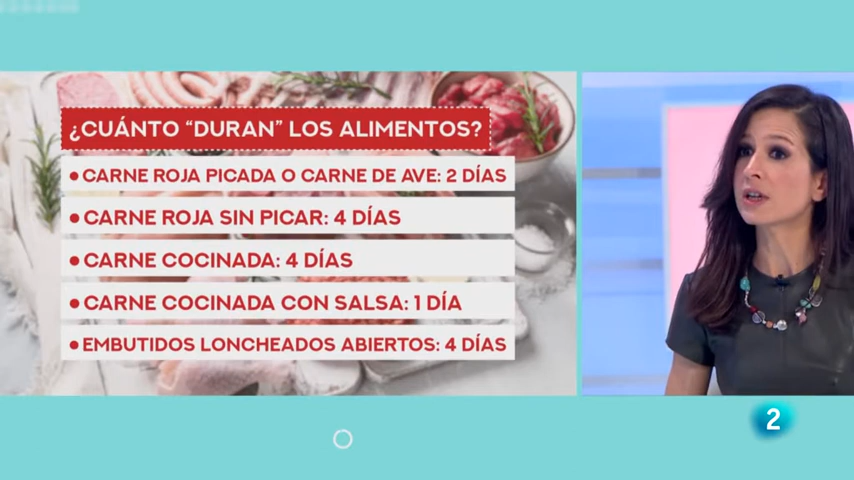 ¿CUÁNTO “DURAN” LOS ALIMENTOS?
• CARNE ROJA PICADA O CARNE DE AVE: 2 DÍAS
• CARNE ROJA SIN PICAR: 4 DÍAS
• CARNE COCINADA: 4 DÍAS
• CARNE COCINADA CON SALSA: 1 DÍA
• EMBUTIDOS LONCHEADOS ABIERTOS: 4 DÍAS
2